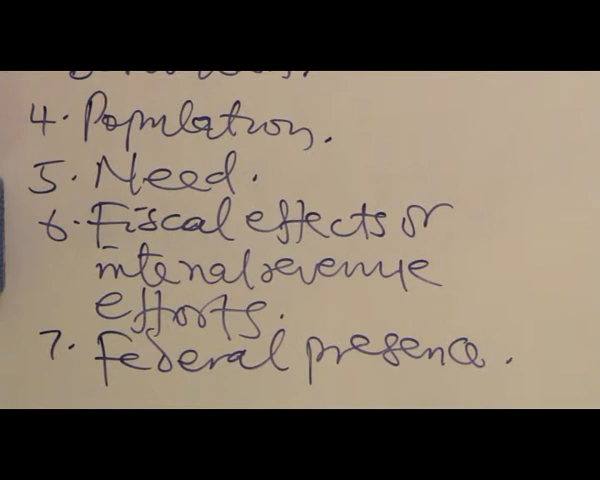 4. Population.
5. Need.
6. Fiscal effects or
internal revenue
efforts.
7. Federal presence.